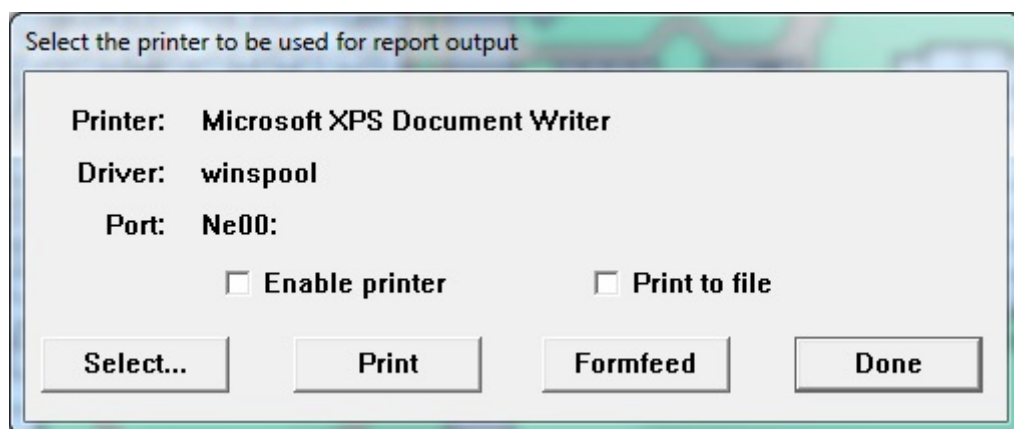 Select the printer to be used for report output
Printer: Microsoft XPS Document Writer
Driver: winspool
Port: Ne00:
Enable printer Print to file
Select... Print Formfeed Done